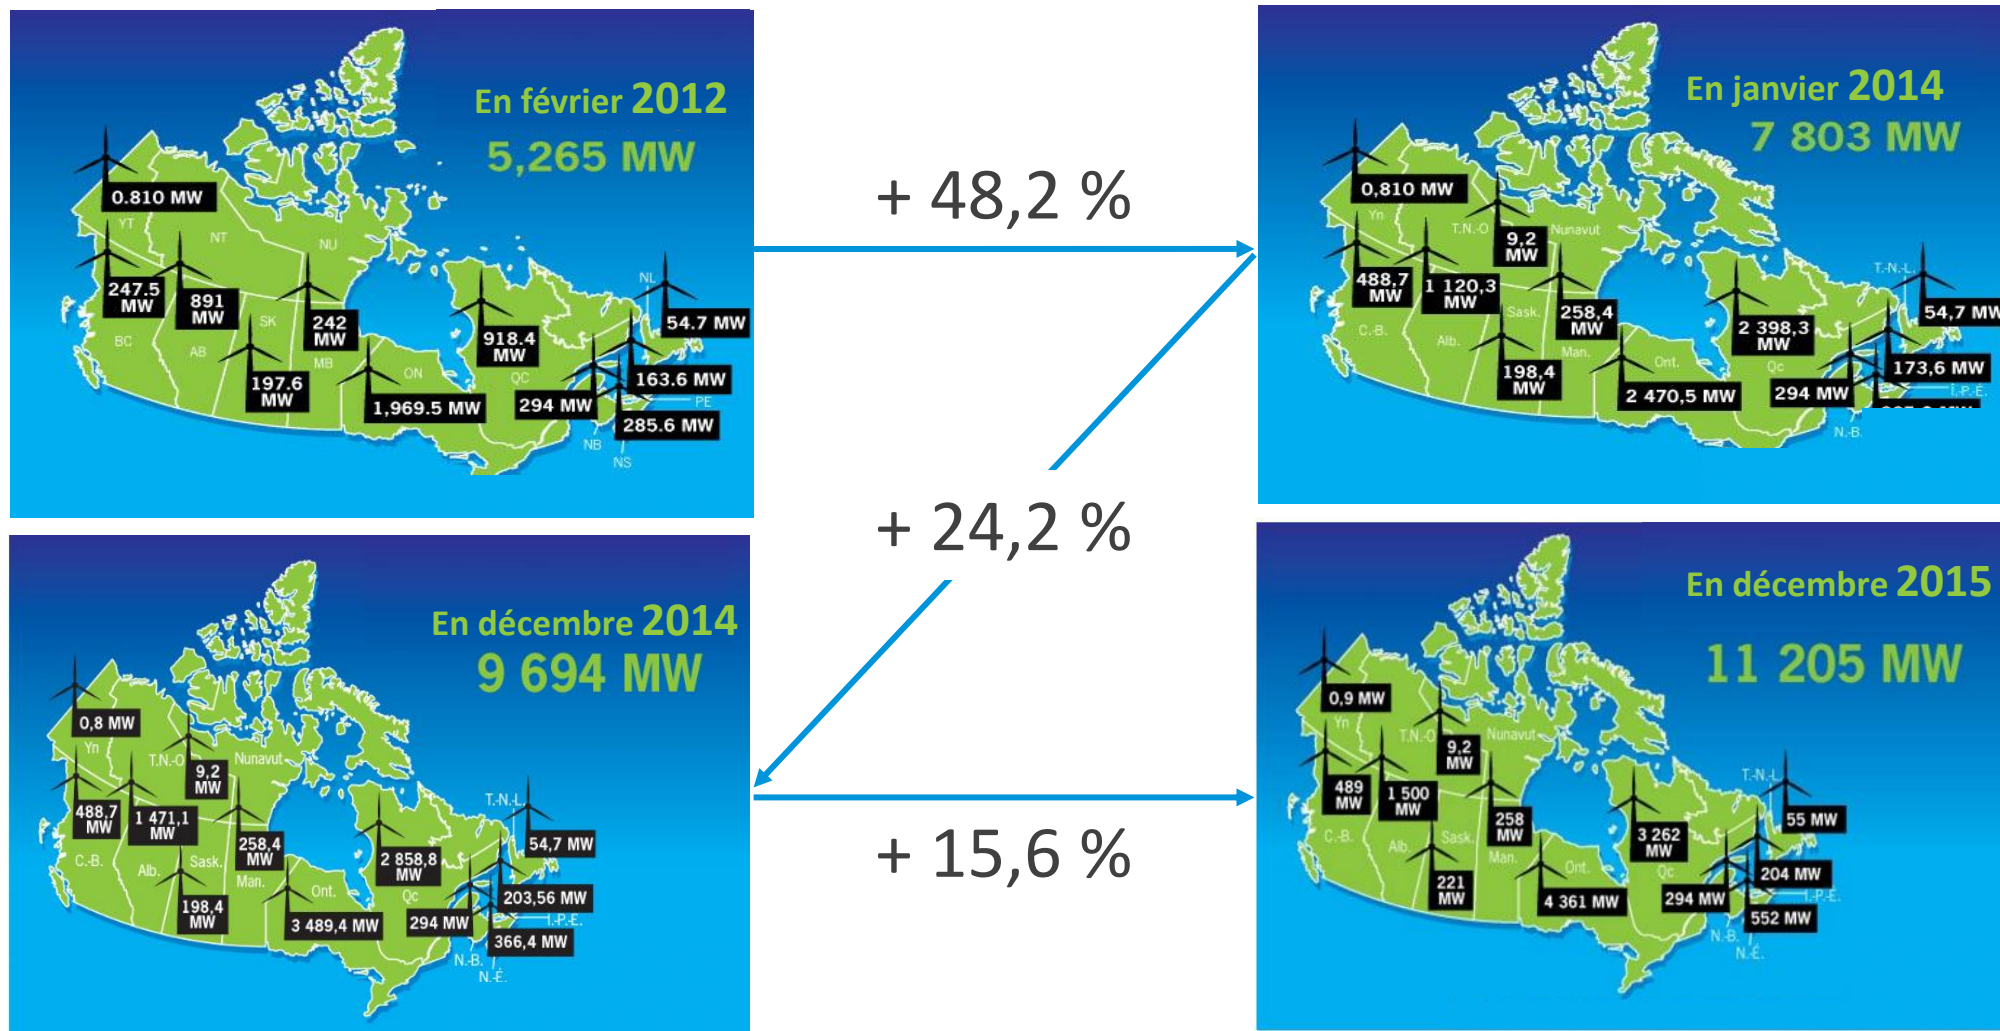 En février 2012
5,265 MW
0.810 MW
YT
NT
NU
247.5
MW
891
MW
242
MW
918.4
MW
NL
54.7 MW
BC
AB
SK
MB
ON
QC
197.6
MW
1,969.5 MW
294 MW
163.6 MW
PE
285.6 MW
NB
NS
+ 48,2 %
En janvier 2014
7 803 MW
0,810 MW
Yn
T.N.-O
9,2
MW
Nunavut
488,7
MW
1 120,3
MW
258,4
MW
2 398,3
MW
T.-N.-L.
54,7 MW
C.-B.
Alb.
Sask.
Man.
Ont.
Qc
198,4
MW
2 470,5 MW
294 MW
173,6 MW
Î.-P.-É.
N.-B.
+ 24,2 %
En décembre 2014
9 694 MW
0,8 MW
Yn
T.N.-O
9,2
MW
Nunavut
488,7
MW
1 471,1
MW
258,4
MW
2 858,8
MW
T.-N.-L.
54,7 MW
C.-B.
Alb.
Sask.
Man.
Ont.
Qc
198,4
MW
3 489,4 MW
294 MW
203,56 MW
Î.-P.-É.
366,4 MW
N.-B.
N.-É.
+ 15,6 %
En décembre 2015
11 205 MW
0,9 MW
Yn
T.N.-O
9,2
MW
Nunavut
489
MW
1 500
MW
258
MW
3 262
MW
T.-N.-L
55 MW
C.-B.
Alb.
Sask.
Man.
Ont.
Qc
221
MW
4 361 MW
294 MW
204 MW
Î.-P.-É.
552 MW
N.-B.
N.-É.